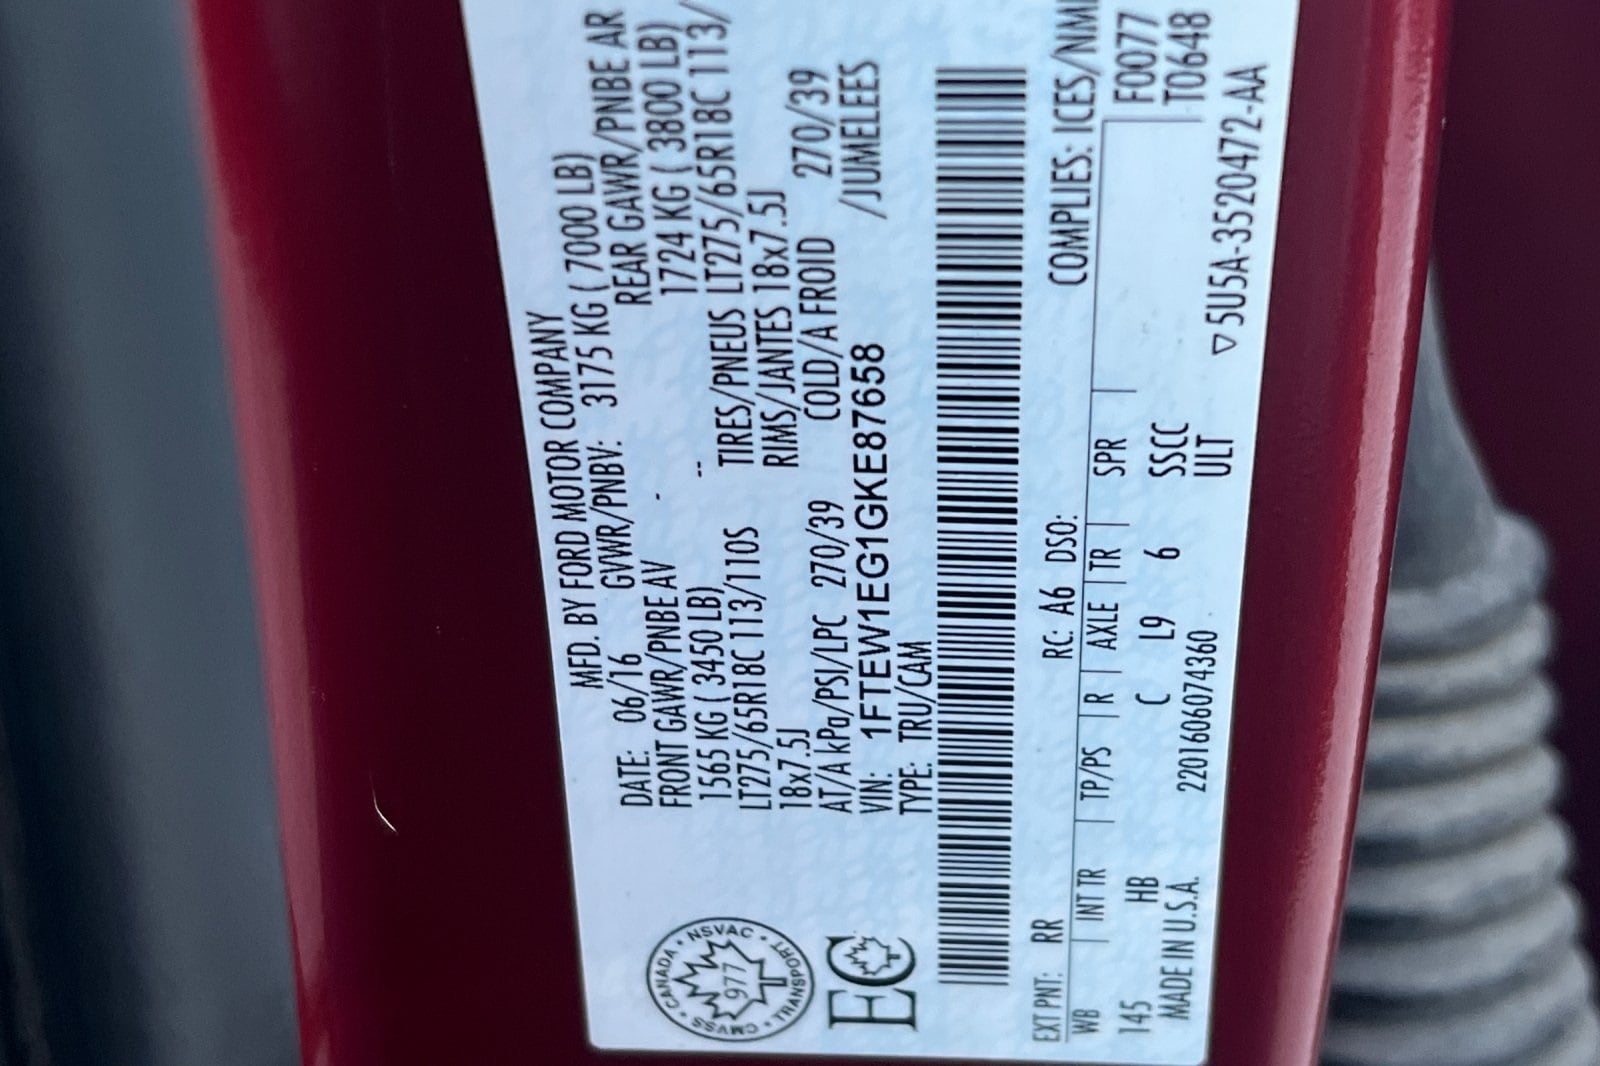 MFD. BY FORD MOTOR COMPANY
DATE: 06/16 GVWR/PNBV: 3175 KG ( 7000 LB)
FRONT GAWR/PNBE AV - REAR GAWR/PNBE AR
1565 KG ( 3450 LB) -- 1724 KG ( 3800 LB)
LT275/65R18C 113/110S TIRES/PNEUS LT275/65R18C 113/
18x7.5J RIMS/JANTES 18x7.5J
AT/A kPa/PSI/LPC 270/39 COLD/A FROID 270/39
VIN: 1FTEW1EG1GKE87658 /JUMELEES
TYPE: TRU/CAM
CANADA • NSVAC • TRANSPORT • CMVSS •
977
EC
COMPLIES: ICES/NM
EXT PNT: RR RC: A6 DSO:
WB INT TR TP/PS R AXLE TR SPR F0077
145 HB C L9 6 SSCC T0648
MADE IN U.S.A. 220160607436O ULT
▽ 5U5A-3520472-AA